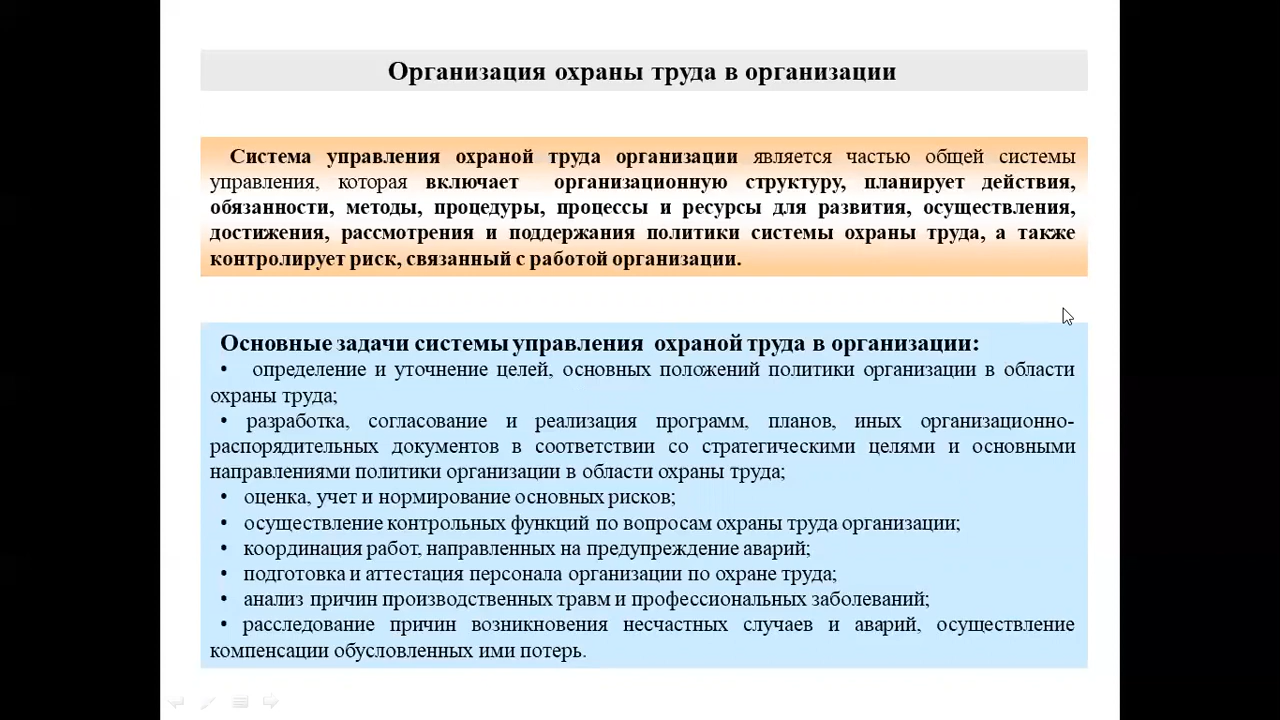 Организация охраны труда в организации
Система управления охраной труда организации является частью общей системы
управления, которая включает организационную структуру, планирует действия,
обязанности, методы, процедуры, процессы и ресурсы для развития, осуществления,
достижения, рассмотрения и поддержания политики системы охраны труда, а также
контролирует риск, связанный с работой организации.
Основные задачи системы управления охраной труда в организации:
• определение и уточнение целей, основных положений политики организации в области
охраны труда;
• разработка, согласование и реализация программ, планов, иных организационно-
распорядительных документов в соответствии со стратегическими целями и основными
направлениями политики организации в области охраны труда;
• оценка, учет и нормирование основных рисков;
• осуществление контрольных функций по вопросам охраны труда организации;
• координация работ, направленных на предупреждение аварий;
• подготовка и аттестация персонала организации по охране труда;
• анализ причин производственных травм и профессиональных заболеваний;
• расследование причин возникновения несчастных случаев и аварий, осуществление
компенсации обусловленных ими потерь.